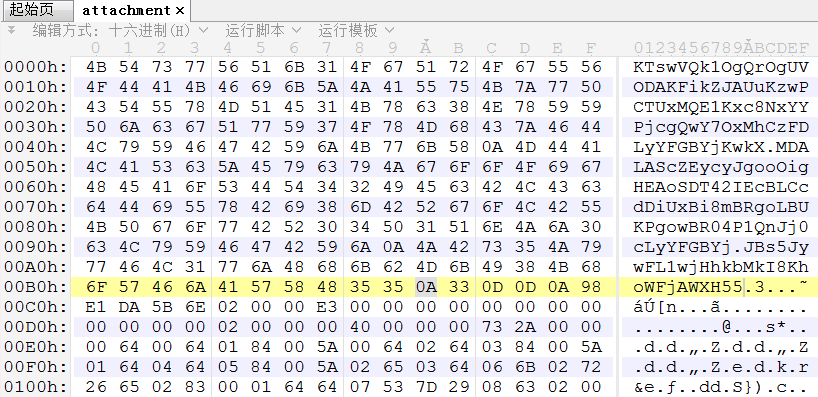 起始页 attachment ×
编辑方式: 十六进制(H) 运行脚本 运行模板
0 1 2 3 4 5 6 7 8 9 A B C D E F 0123456789ABCDEF
0000h: 4B 54 73 77 56 51 6B 31 4F 67 51 72 4F 67 55 56 KTswVQk1OgQrOgUV
0010h: 4F 44 41 4B 46 69 6B 5A 4A 41 55 75 4B 7A 77 50 ODAKFikZJAUuKzwP
0020h: 43 54 55 78 4D 51 45 31 4B 78 63 38 4E 78 59 59 CTUxMQE1Kxc8NxYY
0030h: 50 6A 63 67 51 77 59 37 4F 78 4D 68 43 7A 46 44 PjcgQwY7OxMhCzFD
0040h: 4C 79 59 46 47 42 59 6A 4B 77 6B 58 0A 4D 44 41 LyYFGBYjKwkX.MDA
0050h: 4C 41 53 63 5A 45 79 63 79 4A 67 6F 6F 4F 69 67 LAScZEycyJgooOig
0060h: 48 45 41 6F 53 44 54 34 32 49 45 63 42 4C 43 63 HEAoSDT42IEcBLCc
0070h: 64 44 69 55 78 42 69 38 6D 42 52 67 6F 4C 42 55 dDiUxBi8mBRgoLBU
0080h: 4B 50 67 6F 77 42 52 30 34 50 31 51 6E 4A 6A 30 KPgowBR04P1QnJj0
0090h: 63 4C 79 59 46 47 42 59 6A 0A 4A 42 73 35 4A 79 cLyYFGBYj.JBs5Jy
00A0h: 77 46 4C 31 77 6A 48 68 6B 62 4D 6B 49 38 4B 68 wFL1wjHhkbMkI8Kh
00B0h: 6F 57 46 6A 41 57 58 48 35 35 0A 33 0D 0D 0A 98 oWFjAWXH55.3...˜
00C0h: E1 DA 5B 6E 02 00 00 E3 00 00 00 00 00 00 00 00 áÚ[n...ã........
00D0h: 00 00 00 00 02 00 00 00 40 00 00 00 73 2A 00 00 ........@...s*..
00E0h: 00 64 00 64 01 84 00 5A 00 64 02 64 03 84 00 5A .d.d.„.Z.d.d.„.Z
00F0h: 01 64 04 64 05 84 00 5A 02 65 03 64 06 6B 02 72 .d.d.„.Z.e.d.k.r
0100h: 26 65 02 83 00 01 64 64 07 53 7D 29 08 63 02 00 &e.ƒ..dd.S}).c..